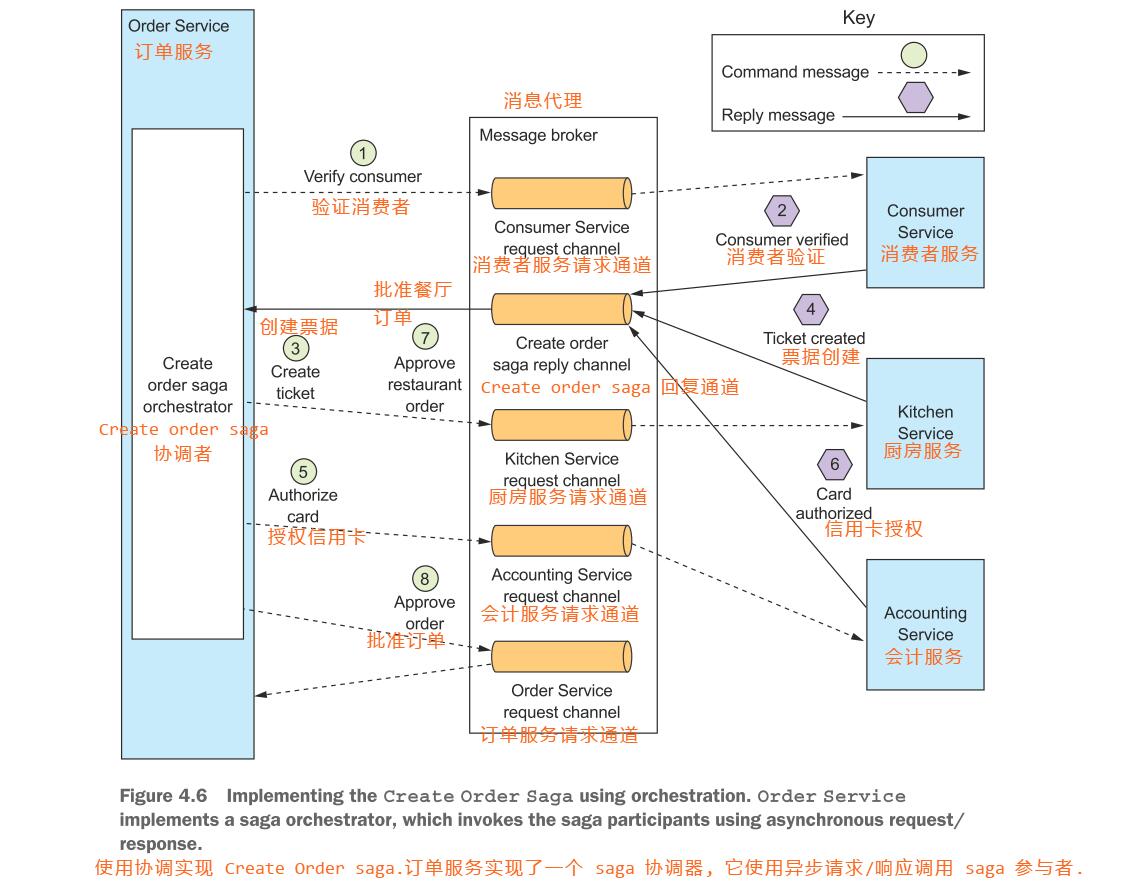 Order Service
订单服务
Key
Command message
Reply message
消息代理
Message broker
1
Verify consumer
验证消费者
Consumer Service
request channel
消费者服务请求通道
2
Consumer verified
消费者验证
Consumer
Service
消费者服务
批准餐厅
订单
创建票据
3
Create
ticket
7
Approve
restaurant
order
Create order
saga reply channel
Create order saga 回复通道
4
Ticket created
票据创建
Create
order saga
orchestrator
Create order saga
协调者
Kitchen Service
request channel
厨房服务请求通道
Kitchen
Service
厨房服务
5
Authorize
card
授权信用卡
6
Card
authorized
信用卡授权
Accounting Service
request channel
会计服务请求通道
8
Approve
order
批准订单
Accounting
Service
会计服务
Order Service
request channel
订单服务请求通道
Figure 4.6 Implementing the Create Order Saga using orchestration. Order Service
implements a saga orchestrator, which invokes the saga participants using asynchronous request/
response.
使用协调实现 Create Order saga.订单服务实现了一个 saga 协调器, 它使用异步请求/响应调用 saga 参与者.